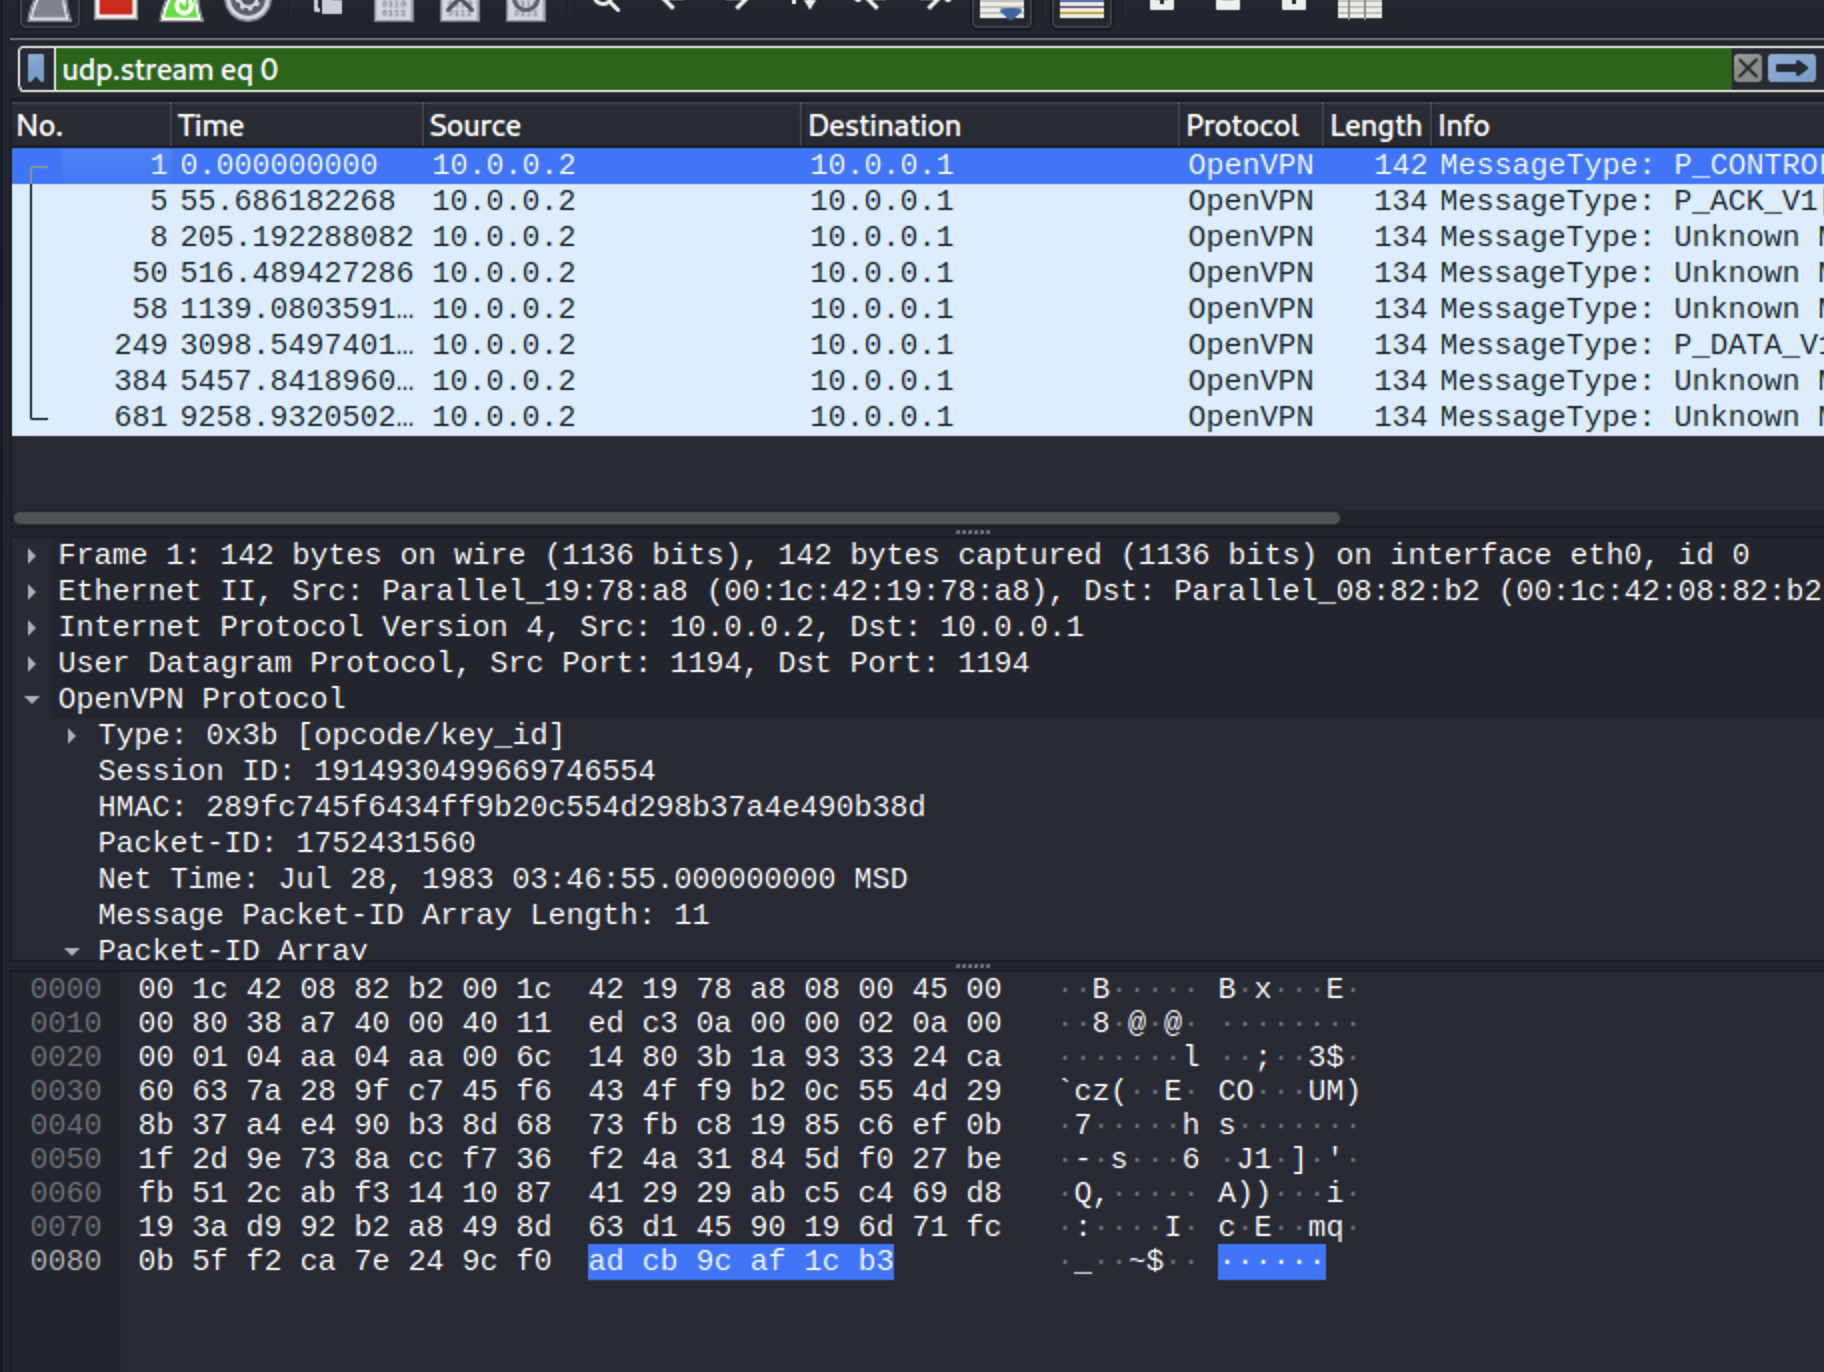 udp.stream eq 0
No. Time Source Destination Protocol Length Info
1 0.000000000 10.0.0.2 10.0.0.1 OpenVPN 142 MessageType: P_CONTROL
5 55.686182268 10.0.0.2 10.0.0.1 OpenVPN 134 MessageType: P_ACK_V1
8 205.192288082 10.0.0.2 10.0.0.1 OpenVPN 134 MessageType: Unknown
50 516.489427286 10.0.0.2 10.0.0.1 OpenVPN 134 MessageType: Unknown
58 1139.0803591… 10.0.0.2 10.0.0.1 OpenVPN 134 MessageType: Unknown
249 3098.5497401… 10.0.0.2 10.0.0.1 OpenVPN 134 MessageType: P_DATA_V1
384 5457.8418960… 10.0.0.2 10.0.0.1 OpenVPN 134 MessageType: Unknown
681 9258.9320502… 10.0.0.2 10.0.0.1 OpenVPN 134 MessageType: Unknown
Frame 1: 142 bytes on wire (1136 bits), 142 bytes captured (1136 bits) on interface eth0, id 0
Ethernet II, Src: Parallel_19:78:a8 (00:1c:42:19:78:a8), Dst: Parallel_08:82:b2 (00:1c:42:08:82:b2
Internet Protocol Version 4, Src: 10.0.0.2, Dst: 10.0.0.1
User Datagram Protocol, Src Port: 1194, Dst Port: 1194
OpenVPN Protocol
Type: 0x3b [opcode/key_id]
Session ID: 1914930499669746554
HMAC: 289fc745f6434ff9b20c554d298b37a4e490b38d
Packet-ID: 1752431560
Net Time: Jul 28, 1983 03:46:55.000000000 MSD
Message Packet-ID Array Length: 11
Packet-ID Array
0000 00 1c 42 08 82 b2 00 1c 42 19 78 a8 08 00 45 00 ··B····· B·x···E·
0010 00 80 38 a7 40 00 40 11 ed c3 0a 00 00 02 0a 00 ··8·@·@· ········
0020 00 01 04 aa 04 aa 00 6c 14 80 3b 1a 93 33 24 ca ·······l ··;··3$·
0030 60 63 7a 28 9f c7 45 f6 43 4f f9 b2 0c 55 4d 29 `cz(··E· CO···UM)
0040 8b 37 a4 e4 90 b3 8d 68 73 fb c8 19 85 c6 ef 0b ·7·····h s·······
0050 1f 2d 9e 73 8a cc f7 36 f2 4a 31 84 5d f0 27 be ·-·s···6 ·J1·]·'·
0060 fb 51 2c ab f3 14 10 87 41 29 29 ab c5 c4 69 d8 ·Q,····· A))···i·
0070 19 3a d9 92 b2 a8 49 8d 63 d1 45 90 19 6d 71 fc ·:····I· c·E··mq·
0080 0b 5f f2 ca 7e 24 9c f0 ad cb 9c af 1c b3 ·_··~$·· ······